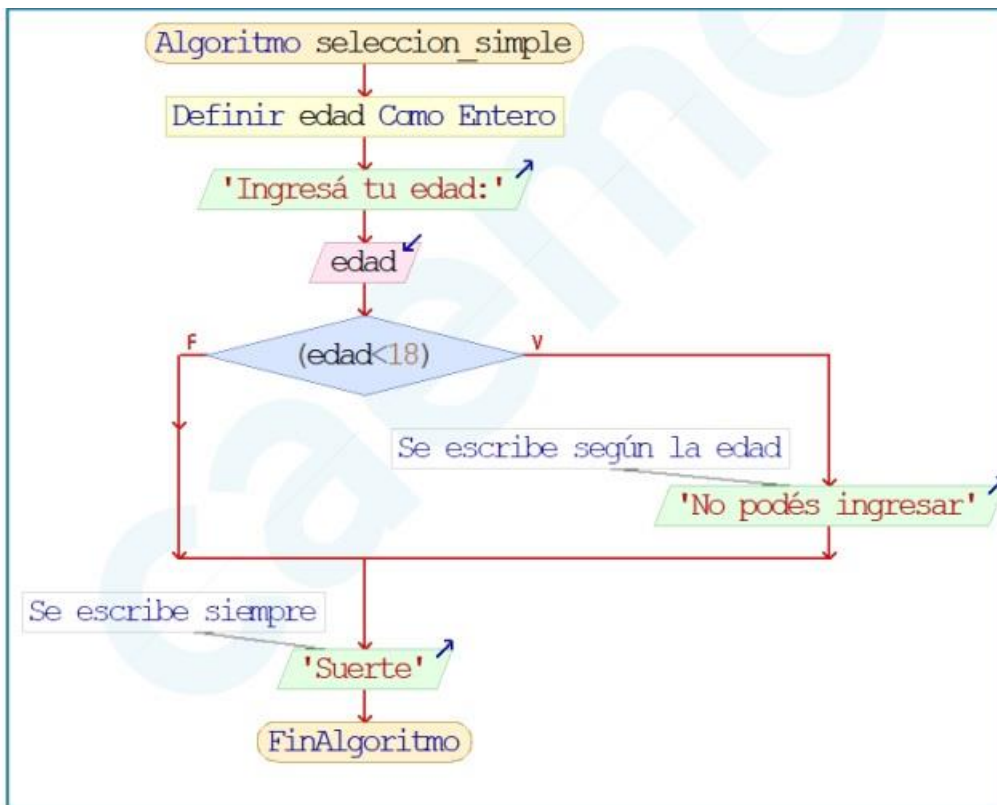 Algoritmo seleccion_simple
Definir edad Como Entero
'Ingresá tu edad:'
edad
F
(edad<18)
V
Se escribe según la edad
'No podés ingresar'
Se escribe siempre
'Suerte'
FinAlgoritmo